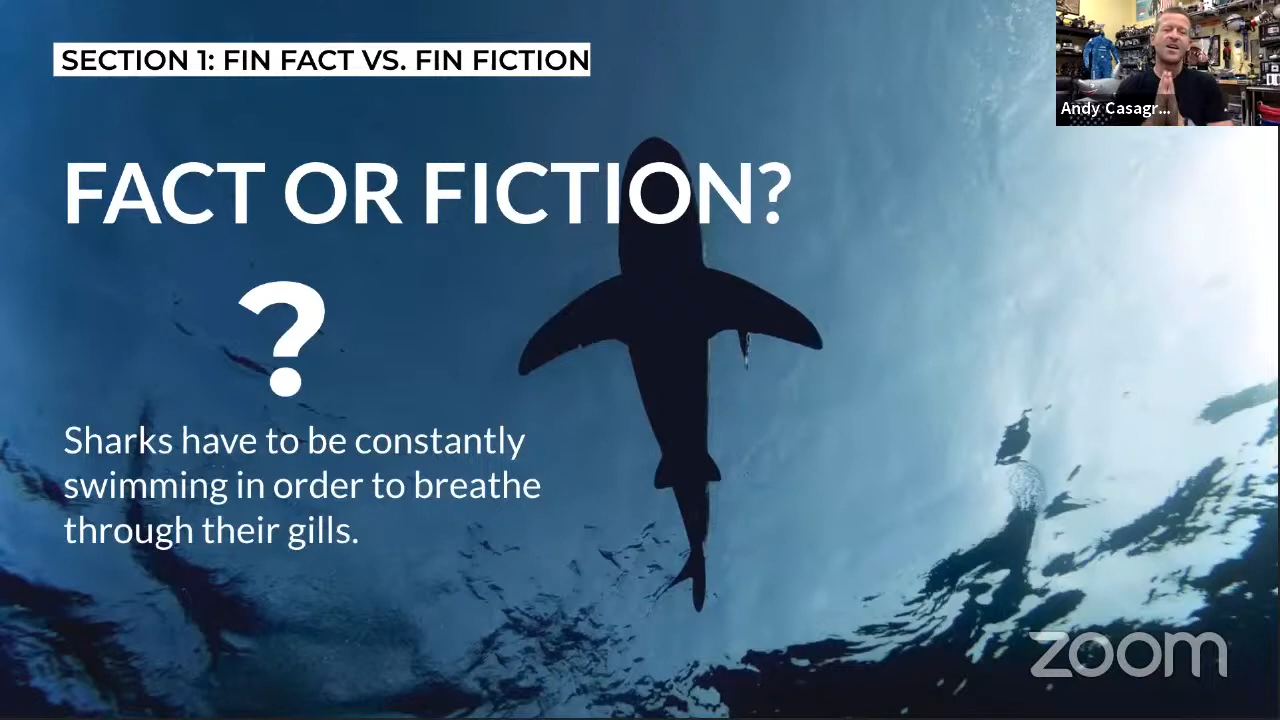 SECTION 1: FIN FACT VS. FIN FICTION
Andy Casagr...
FACT OR FICTION?
?
Sharks have to be constantly
swimming in order to breathe
through their gills.
zoom